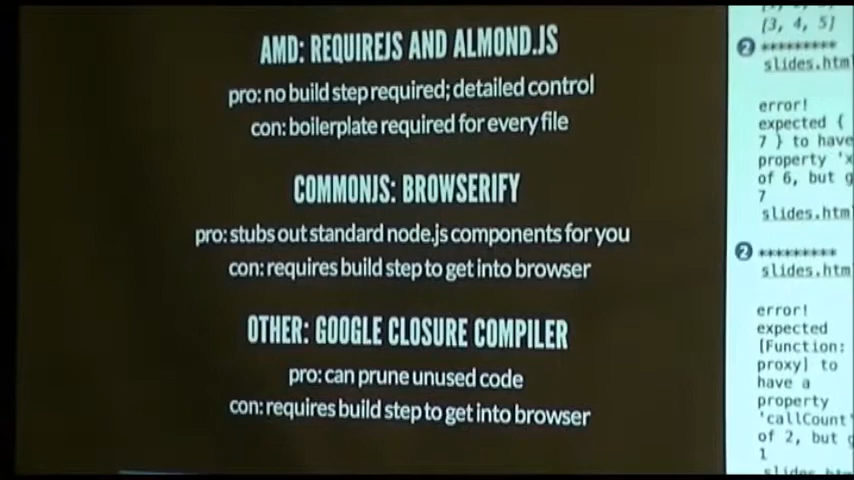 AMD: REQUIREJS AND ALMOND.JS
pro: no build step required; detailed control
con: boilerplate required for every file
COMMONJS: BROWSERIFY
pro: stubs out standard node.js components for you
con: requires build step to get into browser
OTHER: GOOGLE CLOSURE COMPILER
pro: can prune unused code
con: requires build step to get into browser
[3, 4, 5]
2 *********
slides.htm
error!
expected {
7 } to have
property 'x
of 6, but g
7
slides.htm
2 *********
slides.htm
error!
expected
[Function:
proxy] to
have a
property
'callCount'
of 2, but g
1